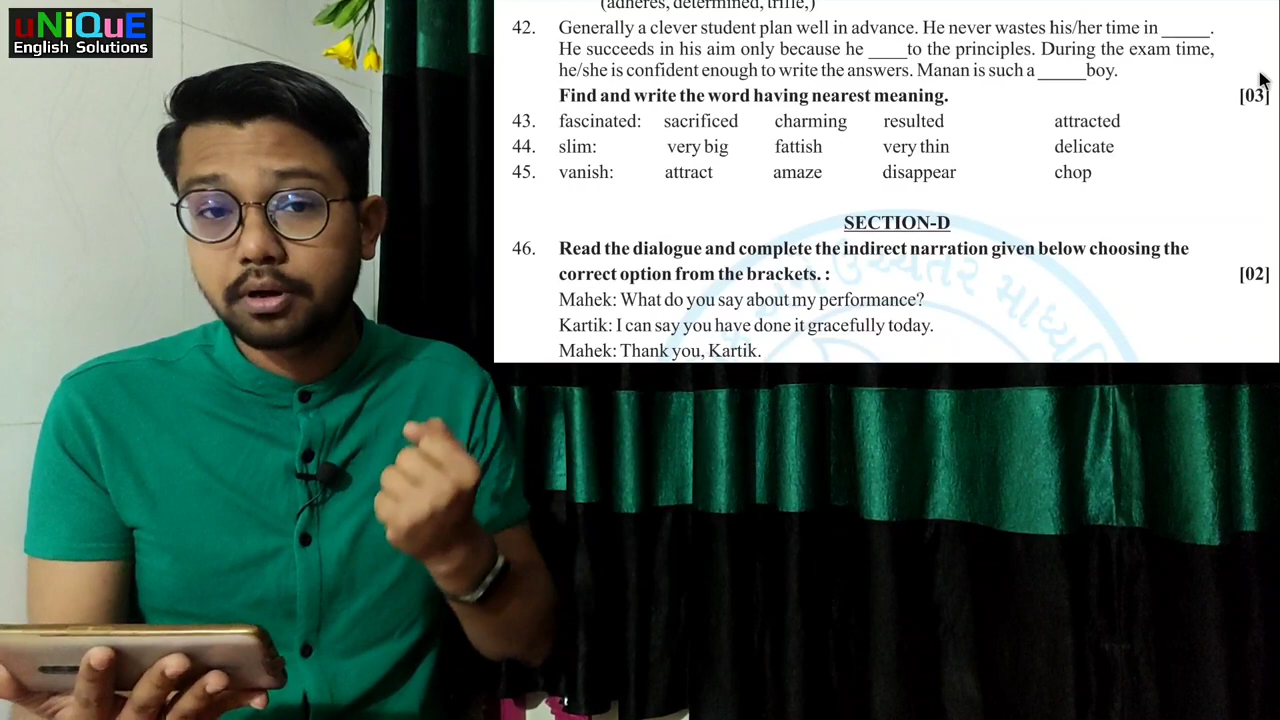 uNiQuE
English Solutions
(adheres, determined, trifle,)
42. Generally a clever student plan well in advance. He never wastes his/her time in _____.
He succeeds in his aim only because he ____to the principles. During the exam time,
he/she is confident enough to write the answers. Manan is such a _____boy.
Find and write the word having nearest meaning. [03]
43. fascinated: sacrificed charming resulted attracted
44. slim: very big fattish very thin delicate
45. vanish: attract amaze disappear chop
SECTION-D
46. Read the dialogue and complete the indirect narration given below choosing the
correct option from the brackets. : [02]
Mahek: What do you say about my performance?
Kartik: I can say you have done it gracefully today.
Mahek: Thank you, Kartik.